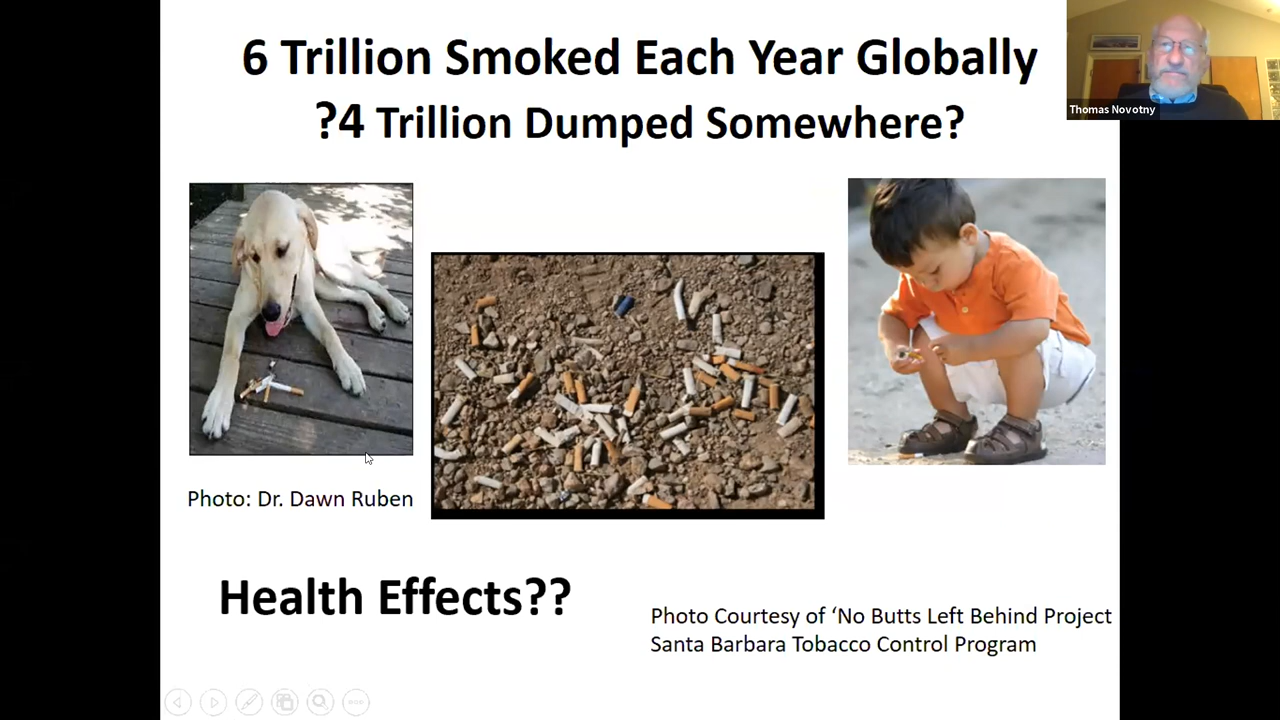 6 Trillion Smoked Each Year Globally
?4 Trillion Dumped Somewhere?
Thomas Novotny
Photo: Dr. Dawn Ruben
Health Effects??
Photo Courtesy of ‘No Butts Left Behind Project
Santa Barbara Tobacco Control Program